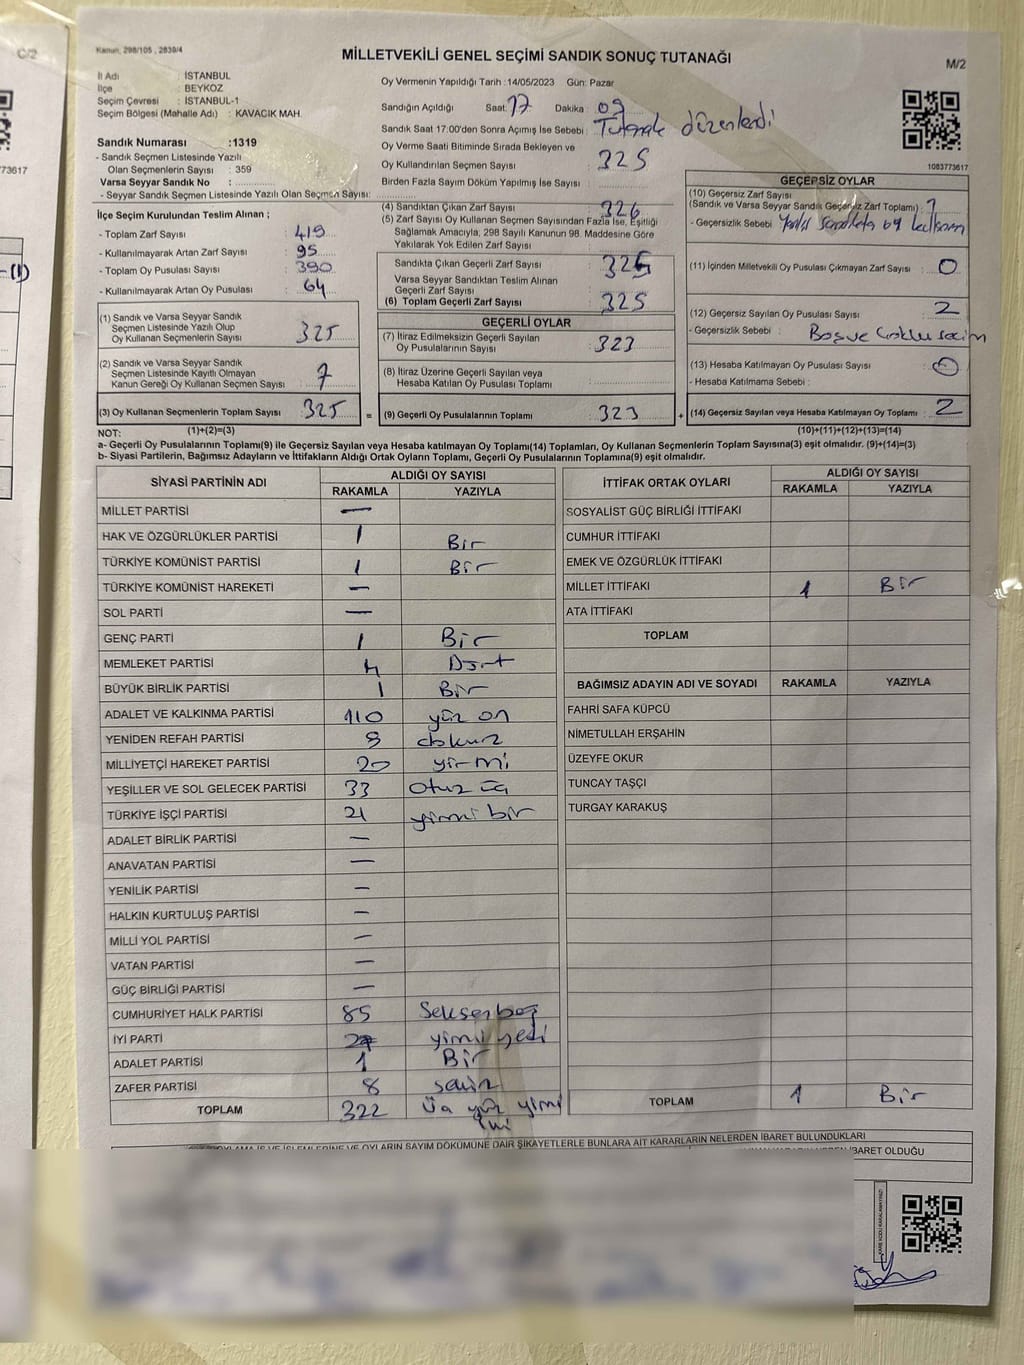 C/2
73617
-(1)
Kanun, 298/105 , 2839/4
MİLLETVEKİLİ GENEL SEÇİMİ SANDIK SONUÇ TUTANAĞI
M/2
İl Adı : İSTANBUL
İlçe : BEYKOZ
Seçim Çevresi : İSTANBUL-1
Seçim Bölgesi (Mahalle Adı) : KAVACIK MAH.
Sandık Numarası :1319
- Sandık Seçmen Listesinde Yazılı
Olan Seçmenlerin Sayısı : 359
Varsa Seyyar Sandık No :
- Seyyar Sandık Seçmen Listesinde Yazılı Olan Seçmen Sayısı:
İlçe Seçim Kurulundan Teslim Alınan ;
- Toplam Zarf Sayısı : 419
- Kullanılmayarak Artan Zarf Sayısı : 95
- Toplam Oy Pusulası Sayısı : 390
- Kullanılmayarak Artan Oy Pusulası : 64
(1) Sandık ve Varsa Seyyar Sandık
Seçmen Listesinde Yazılı Olup
Oy Kullanan Seçmenlerin Sayısı : 325
(2) Sandık ve Varsa Seyyar Sandık
Seçmen Listesinde Kayıtlı Olmayan
Kanun Gereği Oy Kullanan Seçmen Sayısı : 7
(3) Oy Kullanan Seçmenlerin Toplam Sayısı : 325
(1)+(2)=(3)
Oy Vermenin Yapıldığı Tarih :14/05/2023 Gün: Pazar
Sandığın Açıldığı Saat: 17 Dakika : 09
Sandık Saat 17:00'den Sonra Açımış İse Sebebi : Tutanak düzenlendi
Oy Verme Saati Bitiminde Sırada Bekleyen ve
Oy Kullandırılan Seçmen Sayısı : 325
Birden Fazla Sayım Döküm Yapılmış İse Sayısı :
(4) Sandıktan Çıkan Zarf Sayısı : 326
(5) Zarf Sayısı Oy Kullanan Seçmen Sayısından Fazla İse, Eşitliği
Sağlamak Amacıyla, 298 Sayılı Kanunun 98. Maddesine Göre
Yakılarak Yok Edilen Zarf Sayısı :
Sandıkta Çıkan Geçerli Zarf Sayısı : 325
Varsa Seyyar Sandıktan Teslim Alınan
Geçerli Zarf Sayısı :
(6) Toplam Geçerli Zarf Sayısı : 325
GEÇERLİ OYLAR
(7) İtiraz Edilmeksizin Geçerli Sayılan
Oy Pusulalarının Sayısı : 323
(8) İtiraz Üzerine Geçerli Sayılan veya
Hesaba Katılan Oy Pusulası Toplamı :
= (9) Geçerli Oy Pusulalarının Toplamı : 323 +
1083773617
GEÇERSİZ OYLAR
(10) Geçersiz Zarf Sayısı
(Sandık ve Varsa Seyyar Sandık Geçersiz Zarf Toplamı) :
- Geçersizlik Sebebi : Yanlış sandıkta oy kullanım
(11) İçinden Milletvekili Oy Pusulası Çıkmayan Zarf Sayısı : 0
(12) Geçersiz Sayılan Oy Pusulası Sayısı : 2
- Geçersizlik Sebebi : Boş ve çoklu seçim
(13) Hesaba Katılmayan Oy Pusulası Sayısı : 0
- Hesaba Katılmama Sebebi :
(14) Geçersiz Sayılan veya Hesaba Katılmayan Oy Toplamı : 2
(10)+(11)+(12)+(13)=(14)
NOT:
a- Geçerli Oy Pusulalarının Toplamı(9) ile Geçersiz Sayılan veya Hesaba katılmayan Oy Toplamı(14) Toplamları, Oy Kullanan Seçmenlerin Toplam Sayısına(3) eşit olmalıdır. (9)+(14)=(3)
b- Siyasi Partilerin, Bağımsız Adayların ve İttifakların Aldığı Ortak Oyların Toplamı, Geçerli Oy Pusulalarının Toplamına(9) eşit olmalıdır.
SİYASİ PARTİNİN ADI ALDIĞI OY SAYISI
RAKAMLA YAZIYLA
MİLLET PARTİSİ —
HAK VE ÖZGÜRLÜKLER PARTİSİ 1 Bir
TÜRKİYE KOMÜNİST PARTİSİ 1 Bir
TÜRKİYE KOMÜNİST HAREKETİ —
SOL PARTİ —
GENÇ PARTİ 1 Bir
MEMLEKET PARTİSİ 4 Dört
BÜYÜK BİRLİK PARTİSİ 1 Bir
ADALET VE KALKINMA PARTİSİ 110 yüz on
YENİDEN REFAH PARTİSİ 9 dokuz
MİLLİYETÇİ HAREKET PARTİSİ 20 yirmi
YEŞİLLER VE SOL GELECEK PARTİSİ 33 Otuz üç
TÜRKİYE İŞÇİ PARTİSİ 21 yirmi bir
ADALET BİRLİK PARTİSİ —
ANAVATAN PARTİSİ —
YENİLİK PARTİSİ —
HALKIN KURTULUŞ PARTİSİ —
MİLLİ YOL PARTİSİ —
VATAN PARTİSİ —
GÜÇ BİRLİĞİ PARTİSİ —
CUMHURİYET HALK PARTİSİ 85 Seksen beş
İYİ PARTİ 27 yirmi yedi
ADALET PARTİSİ 1 Bir
ZAFER PARTİSİ 8 sekiz
TOPLAM 322 Üç yüz yirmi
iki
İTTİFAK ORTAK OYLARI ALDIĞI OY SAYISI
RAKAMLA YAZIYLA
SOSYALİST GÜÇ BİRLİĞİ İTTİFAKI
CUMHUR İTTİFAKI
EMEK VE ÖZGÜRLÜK İTTİFAKI
MİLLET İTTİFAKI 1 Bir
ATA İTTİFAKI
TOPLAM
BAĞIMSIZ ADAYIN ADI VE SOYADI RAKAMLA YAZIYLA
FAHRİ SAFA KÜPCÜ
NİMETULLAH ERŞAHİN
ÜZEYFE OKUR
TUNCAY TAŞÇI
TURGAY KARAKUŞ
TOPLAM 1 Bir
OYLAMA İŞ VE İŞLEMLERİNE VE OYLARIN SAYIM DÖKÜMÜNE DAİR ŞİKAYETLERLE BUNLARA AİT KARARLARIN NELERDEN İBARET BULUNDUKLARI
İBARET OLDUĞU